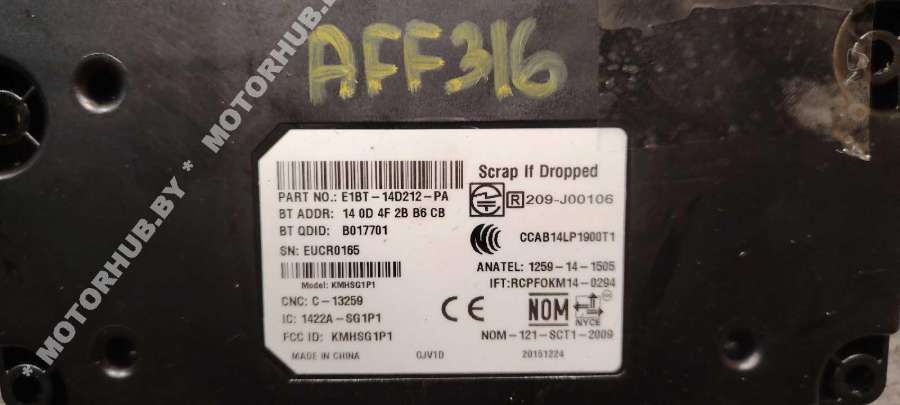 AFF316
MOTORHUB.BY * MOTORHUB.BY * MOTORHUB.BY
Scrap If Dropped
PART NO.: E1BT-14D212-PA
R 209-J00106
BT ADDR: 14 0D 4F 2B B6 CB
BT QDID: B017701
CCAB14LP1900T1
SN: EUCR0165
ANATEL: 1259-14-1505
Model: KMHSG1P1
IFT:RCPFOKM14-0294
CNC: C-13259
CE NOM NYCE
IC: 1422A-SG1P1
FCC ID: KMHSG1P1
NOM-121-SCT1-2009
MADE IN CHINA GJV1D 20151224